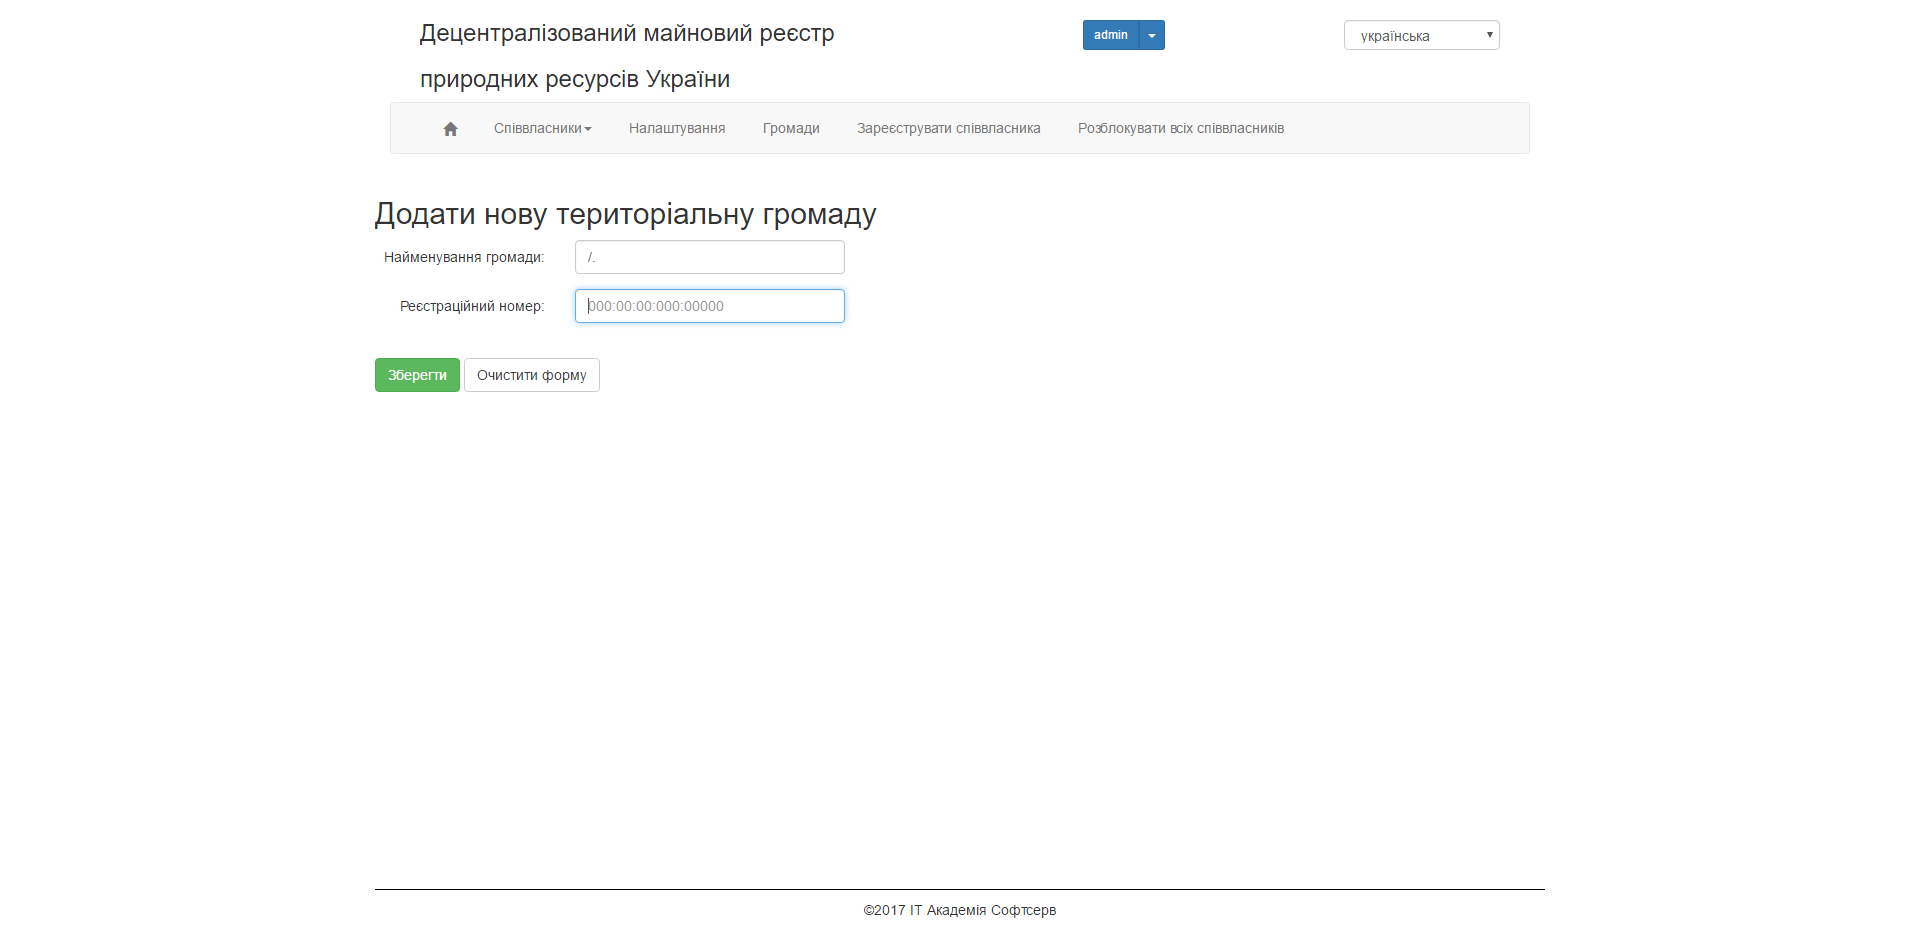 Децентралізований майновий реєстр
природних ресурсів України
admin
українська
Співвласники
Налаштування
Громади
Зареєструвати співвласника
Розблокувати всіх співвласників
Додати нову територіальну громаду
Найменування громади:
/.
Реєстраційний номер:
000:00:00:000:00000
Зберегти
Очистити форму
©2017 ІТ Академія Софтсерв